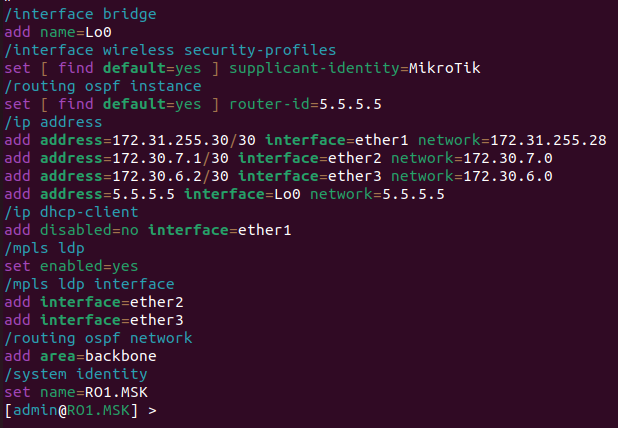 /interface bridge
add name=Lo0
/interface wireless security-profiles
set [ find default=yes ] supplicant-identity=MikroTik
/routing ospf instance
set [ find default=yes ] router-id=5.5.5.5
/ip address
add address=172.31.255.30/30 interface=ether1 network=172.31.255.28
add address=172.30.7.1/30 interface=ether2 network=172.30.7.0
add address=172.30.6.2/30 interface=ether3 network=172.30.6.0
add address=5.5.5.5 interface=Lo0 network=5.5.5.5
/ip dhcp-client
add disabled=no interface=ether1
/mpls ldp
set enabled=yes
/mpls ldp interface
add interface=ether2
add interface=ether3
/routing ospf network
add area=backbone
/system identity
set name=RO1.MSK
[admin@RO1.MSK] >